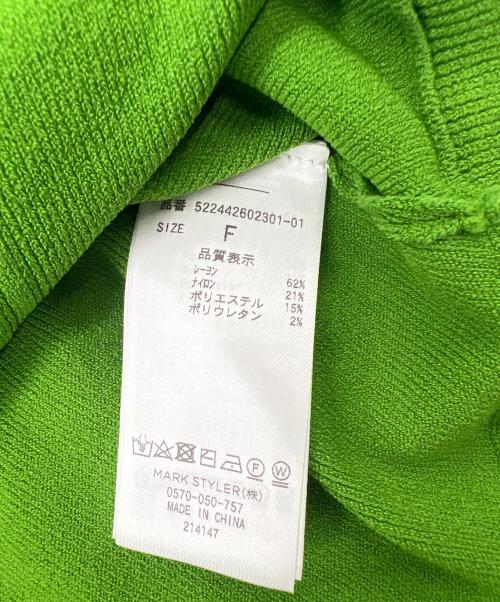 品番 522442602301-01
SIZE F
品質表示
レーヨン 62%
ナイロン 21%
ポリエステル 15%
ポリウレタン 2%
F W
MARK STYLER(株)
0570-050-757
MADE IN CHINA
214147